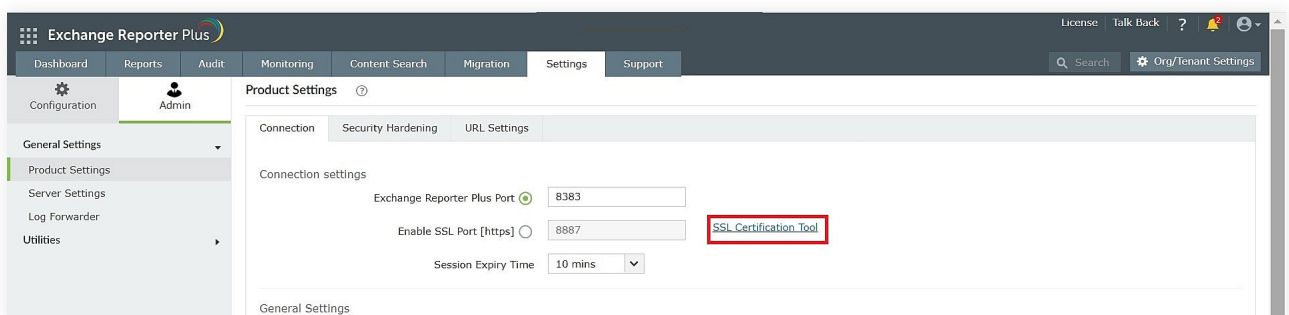 License Talk Back ? 2
Exchange Reporter Plus
Dashboard Reports Audit Monitoring Content Search Migration Settings Support Search Org/Tenant Settings
Configuration Admin
Product Settings ?
Connection Security Hardening URL Settings
General Settings
Product Settings
Server Settings
Log Forwarder
Utilities
Connection settings
Exchange Reporter Plus Port 8383
Enable SSL Port [https] 8887 SSL Certification Tool
Session Expiry Time 10 mins
General Settings